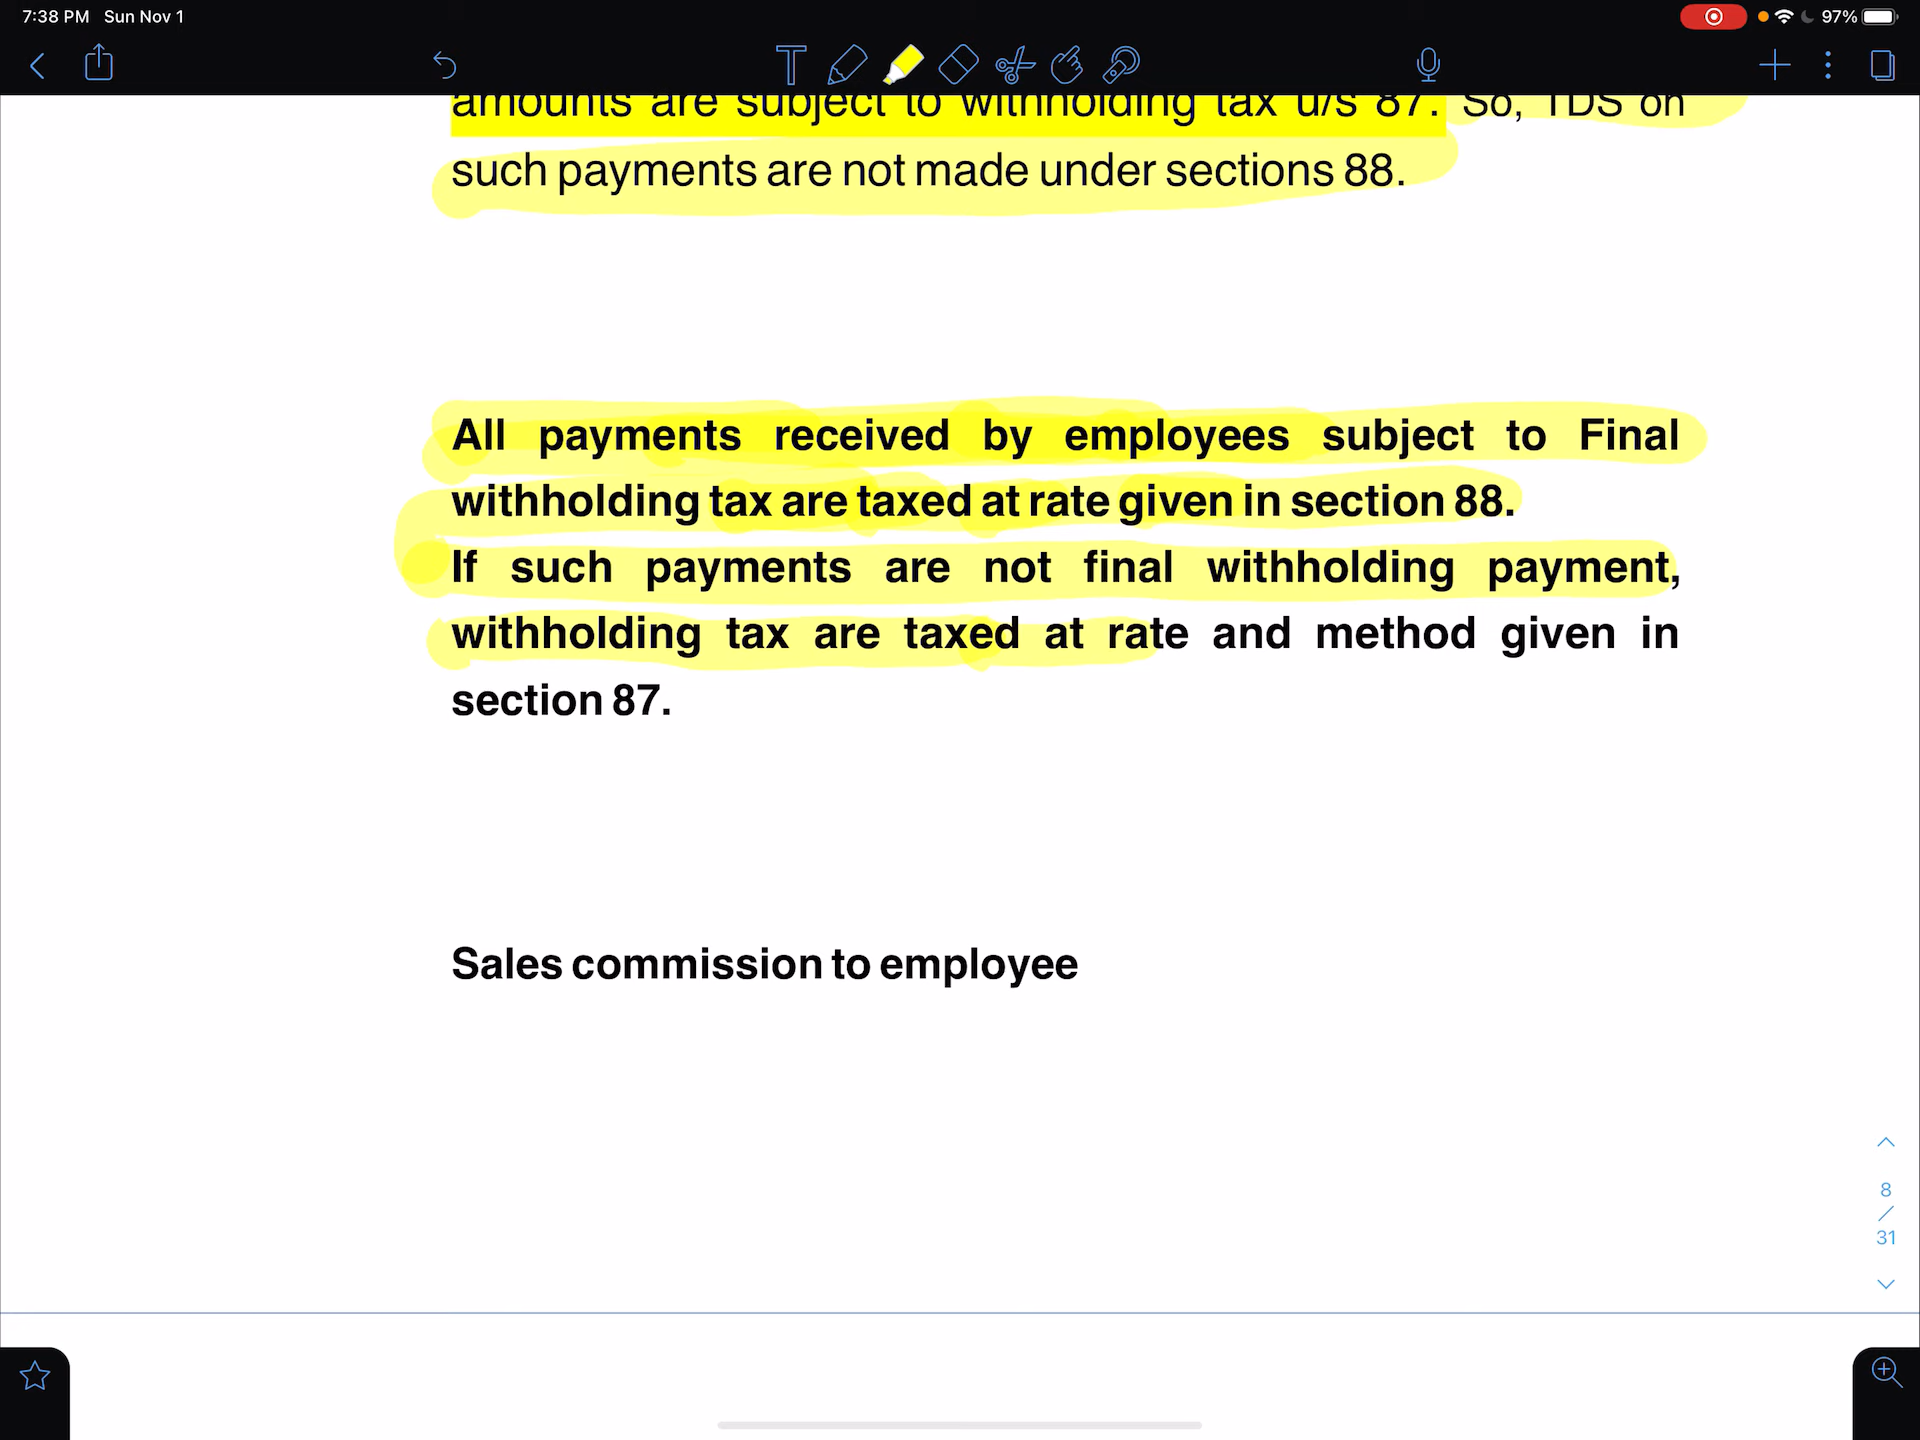 7:38 PM Sun Nov 1
97%
amounts are subject to withholding tax u/s 87. So, TDS on
such payments are not made under sections 88.
All payments received by employees subject to Final
withholding tax are taxed at rate given in section 88.
If such payments are not final withholding payment,
withholding tax are taxed at rate and method given in
section 87.
Sales commission to employee
8
/
31